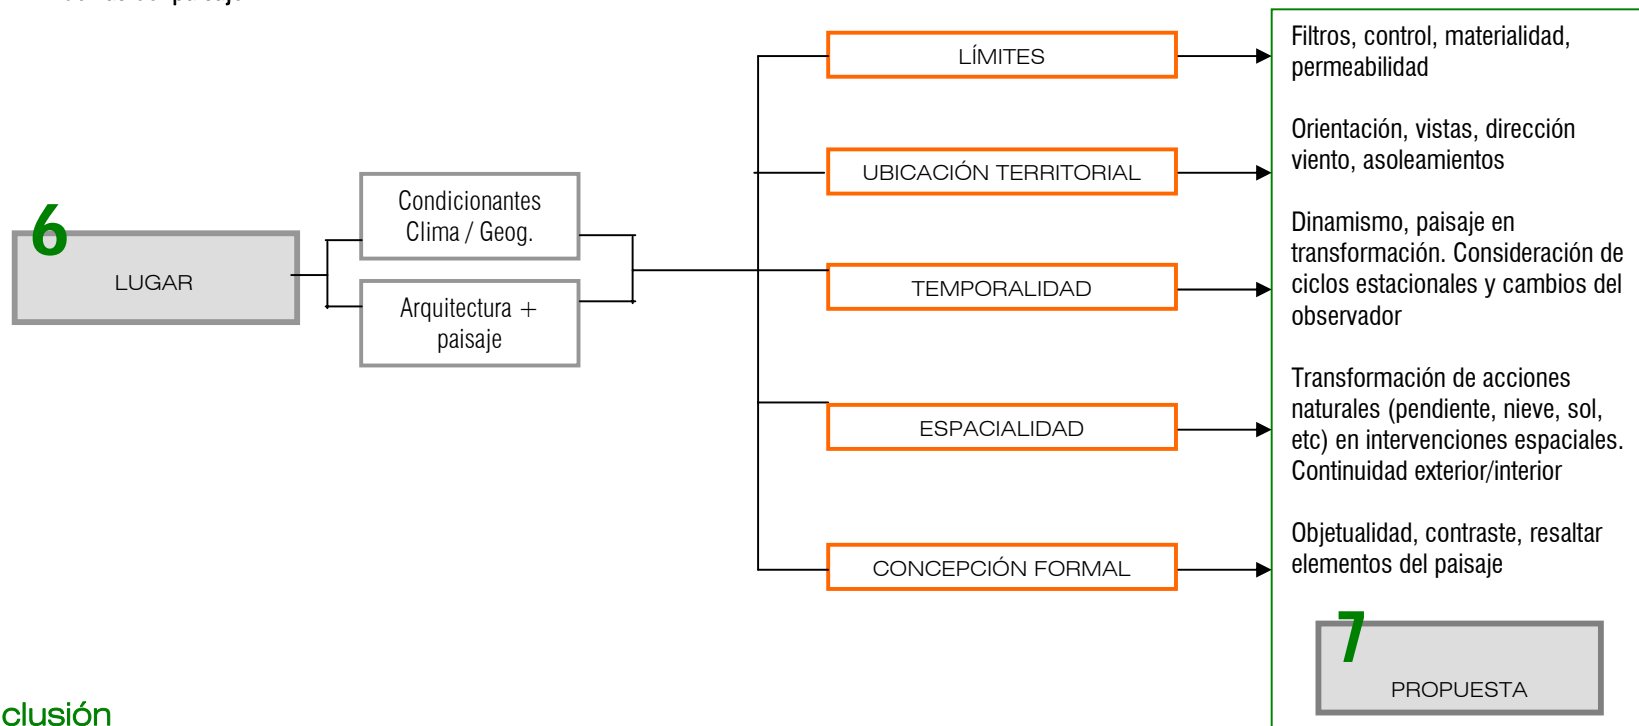 6
LUGAR
Condicionantes
Clima / Geog.
Arquitectura +
paisaje
LÍMITES
UBICACIÓN TERRITORIAL
TEMPORALIDAD
ESPACIALIDAD
CONCEPCIÓN FORMAL
Filtros, control, materialidad,
permeabilidad
Orientación, vistas, dirección
viento, asoleamientos
Dinamismo, paisaje en
transformación. Consideración de
ciclos estacionales y cambios del
observador
Transformación de acciones
naturales (pendiente, nieve, sol,
etc) en intervenciones espaciales.
Continuidad exterior/interior
Objetualidad, contraste, resaltar
elementos del paisaje
7
PROPUESTA
clusión